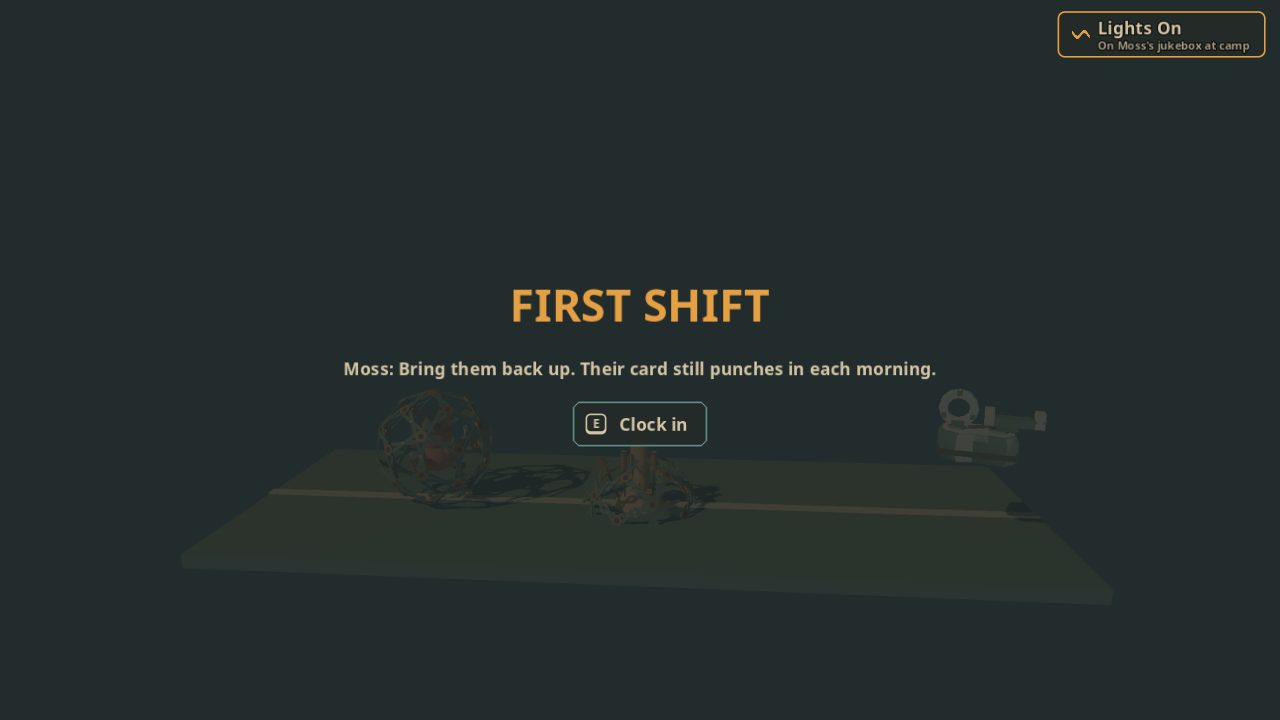 Lights On
On Moss's jukebox at camp
FIRST SHIFT
Moss: Bring them back up. Their card still punches in each morning.
E Clock in